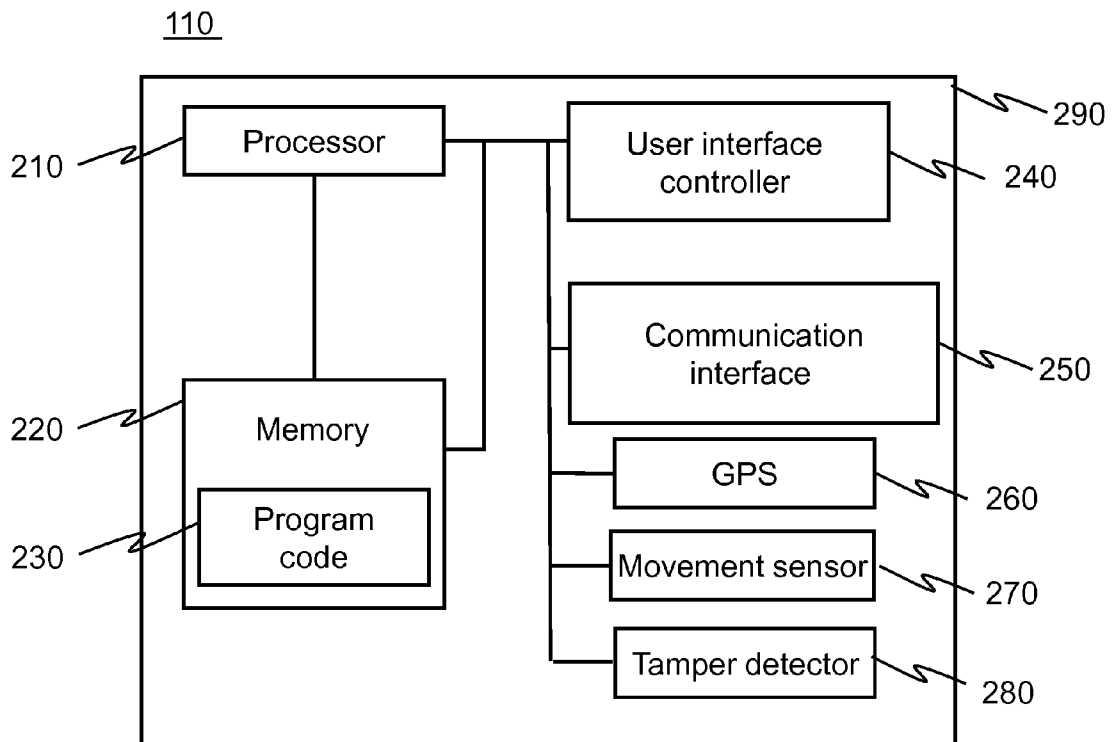 110
Processor
210
User interface
controller
240
290
Communication
interface
250
Memory
220
Program
code
230
GPS
260
Movement sensor
270
Tamper detector
280